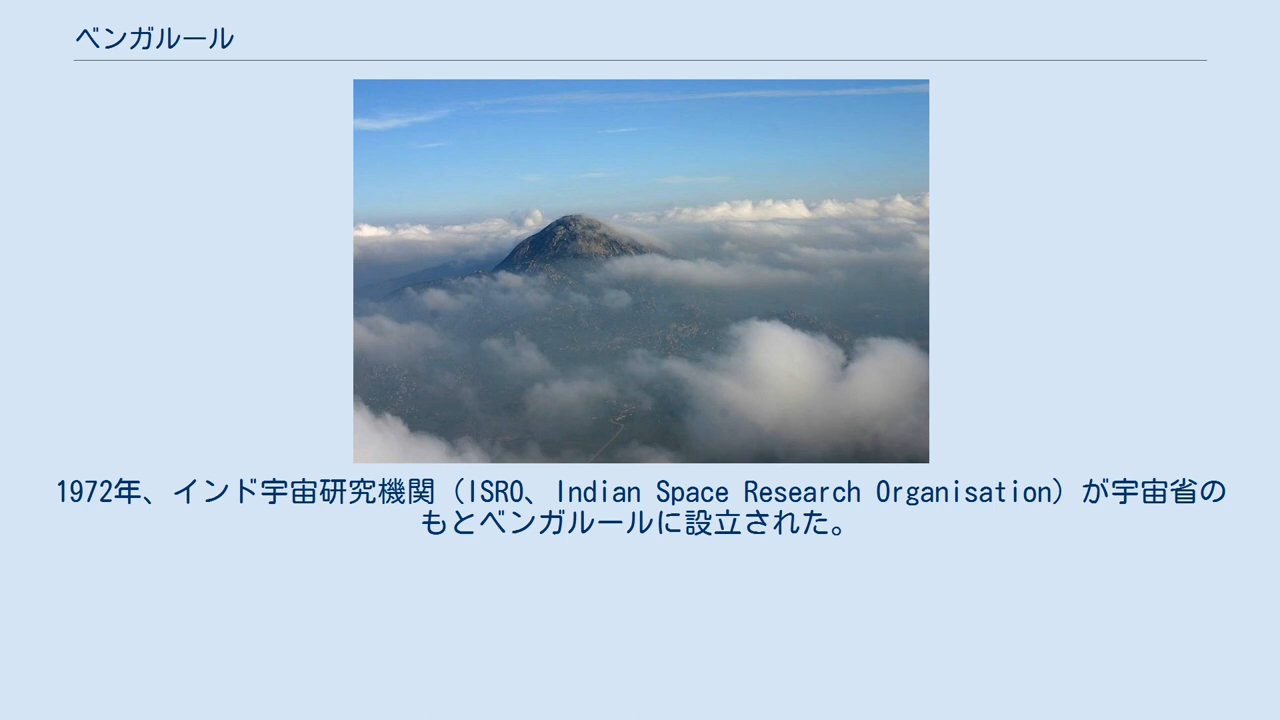 ベンガルール
1972年、インド宇宙研究機関（ISRO、Indian Space Research Organisation）が宇宙省の
もとベンガルールに設立された。